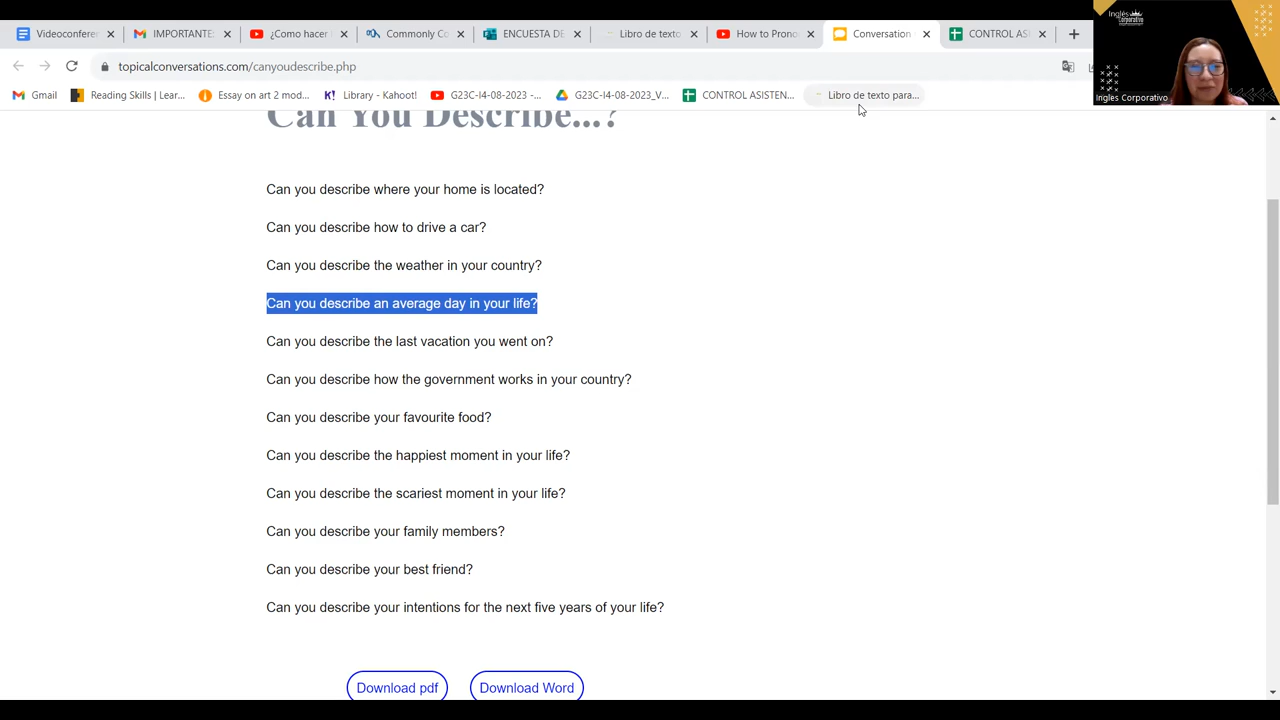 Videoconferen
IMPORTANTE:
¿Como hacer l
Commonly Co
ENCUESTA DE
Libro de texto
How to Prono
Conversation
CONTROL AS
topicalconversations.com/canyoudescribe.php
Gmail
Reading Skills | Lear...
Essay on art 2 mod...
Library - Kahoot!
G23C-I4-08-2023 -...
G23C-I4-08-2023_V...
CONTROL ASISTEN...
Libro de texto para...
Inglés
Corporativo
Ingles Corporativo
Can You Describe...?
Can you describe where your home is located?
Can you describe how to drive a car?
Can you describe the weather in your country?
Can you describe an average day in your life?
Can you describe the last vacation you went on?
Can you describe how the government works in your country?
Can you describe your favourite food?
Can you describe the happiest moment in your life?
Can you describe the scariest moment in your life?
Can you describe your family members?
Can you describe your best friend?
Can you describe your intentions for the next five years of your life?
Download pdf
Download Word